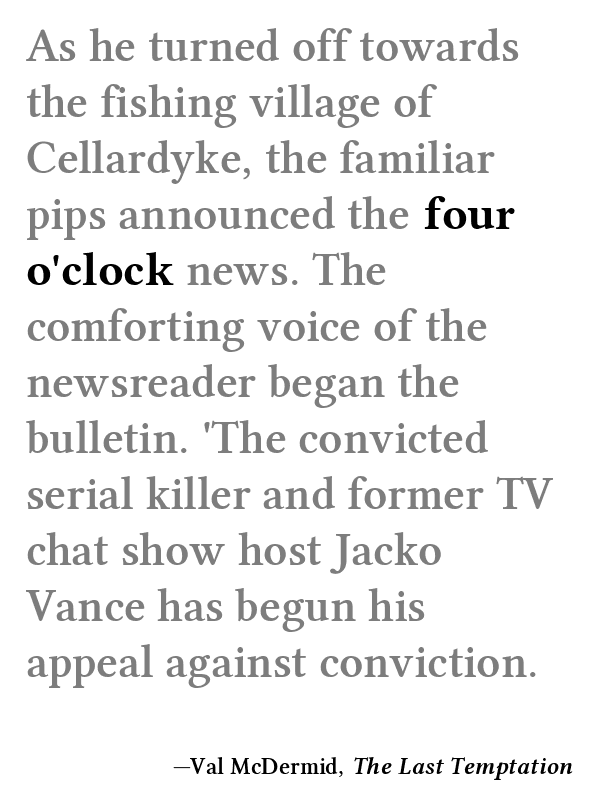 As he turned off towards
the fishing village of
Cellardyke, the familiar
pips announced the four
o'clock news. The
comforting voice of the
newsreader began the
bulletin. 'The convicted
serial killer and former TV
chat show host Jacko
Vance has begun his
appeal against conviction.
—Val McDermid, The Last Temptation